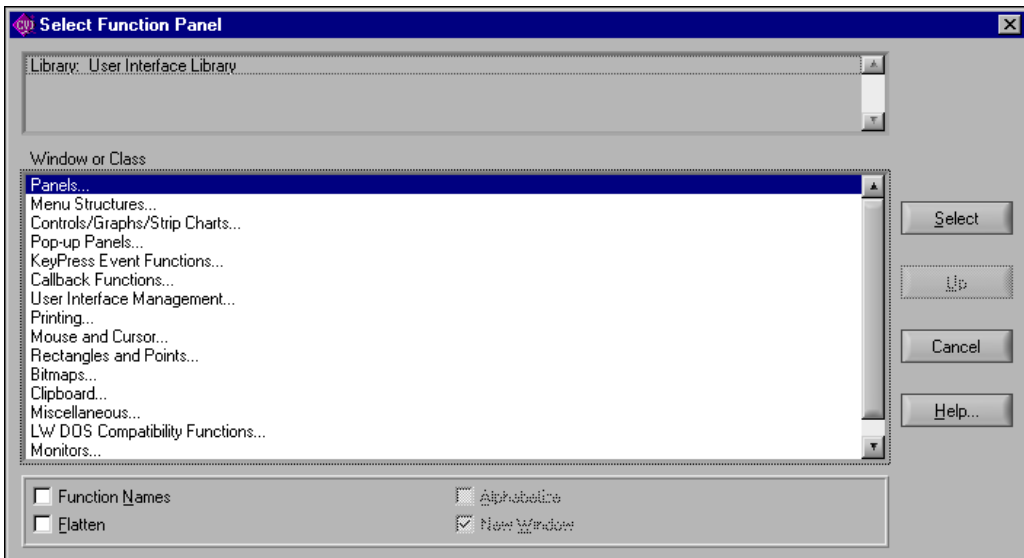 CVI Select Function Panel
Library: User Interface Library
Window or Class
Panels...
Menu Structures...
Controls/Graphs/Strip Charts...
Pop-up Panels...
KeyPress Event Functions...
Callback Functions...
User Interface Management...
Printing...
Mouse and Cursor...
Rectangles and Points...
Bitmaps...
Clipboard...
Miscellaneous...
LW DOS Compatibility Functions...
Monitors...
Select
Up
Cancel
Help...
Function Names
Alphabetize
Flatten
New Window